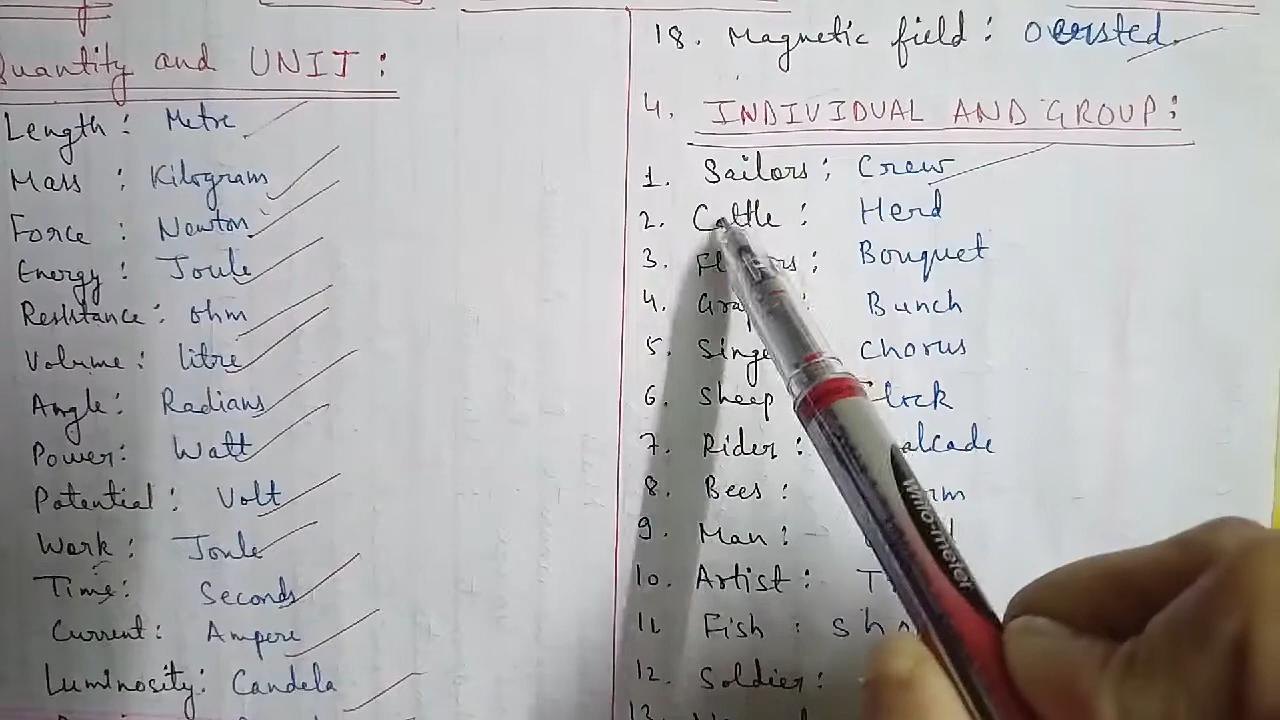 Quantity and UNIT:
Length: Metre
Mass : Kilogram
Force : Newton
Energy: Joule
Resistance: ohm
Volume: litre
Angle: Radians
Power: Watt
Potential: Volt
Work: Joule
Time: Seconds
Current: Ampere
Luminosity: Candela
18. Magnetic field: Oersted
4. INDIVIDUAL AND GROUP:
1. Sailors; Crew
2. Cattle: Herd
3. Bouquet
4. Bunch
5. Chorus
6. Sheep
7. Rider:
8. Bees:
9. Man:
10. Artist:
11. Fish :
12. Soldier:
13.